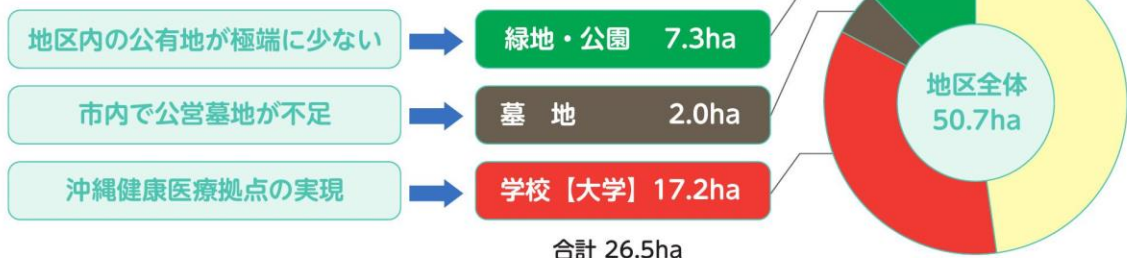 地区内の公有地が極端に少ない
緑地・公園 7.3ha
市内で公営墓地が不足
墓 地 2.0ha
沖縄健康医療拠点の実現
学校【大学】 17.2ha
合計 26.5ha
地区全体
50.7ha